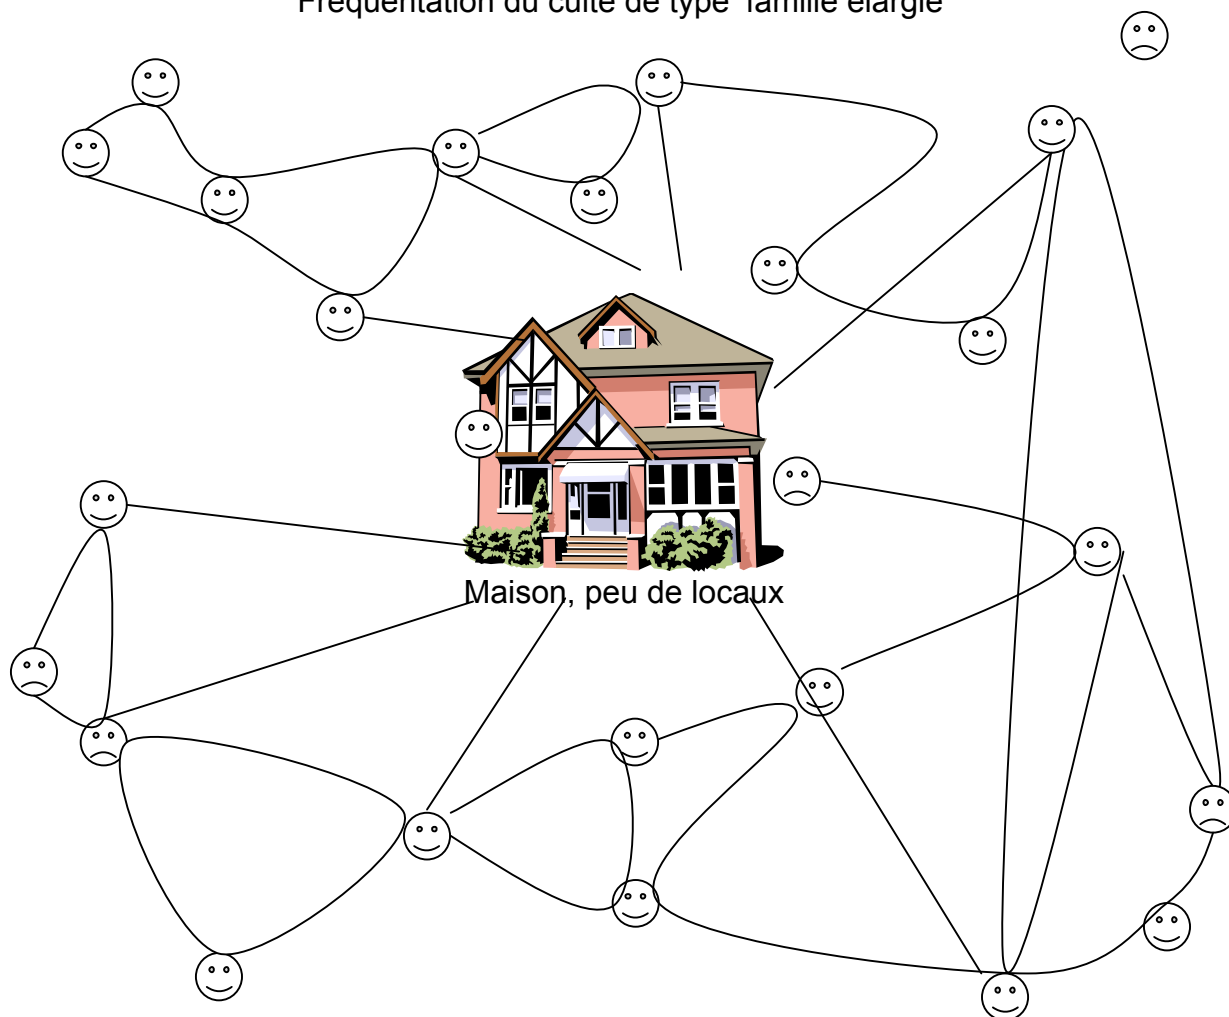 Fréquentation du culte de type famille élargie
Maison, peu de locaux